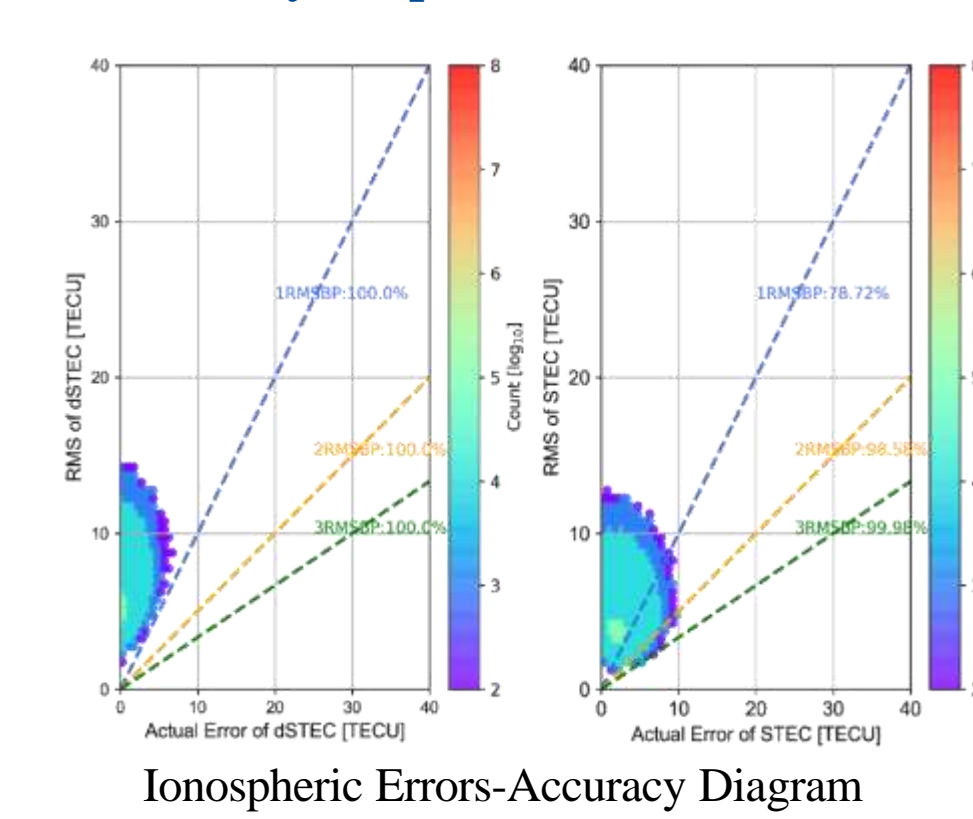 40
30
20
10
0
0
10
20
30
40
RMS of dSTEC [TECU]
Actual Error of dSTEC [TECU]
1RMSBP:100.0%
2RMSBP:100.0%
3RMSBP:100.0%
8
7
6
5
4
3
2
Count [log10]
40
30
20
10
0
0
10
20
30
40
RMS of STEC [TECU]
Actual Error of STEC [TECU]
1RMSBP:78.72%
2RMSBP:98.58%
3RMSBP:99.98%
Ionospheric Errors-Accuracy Diagram